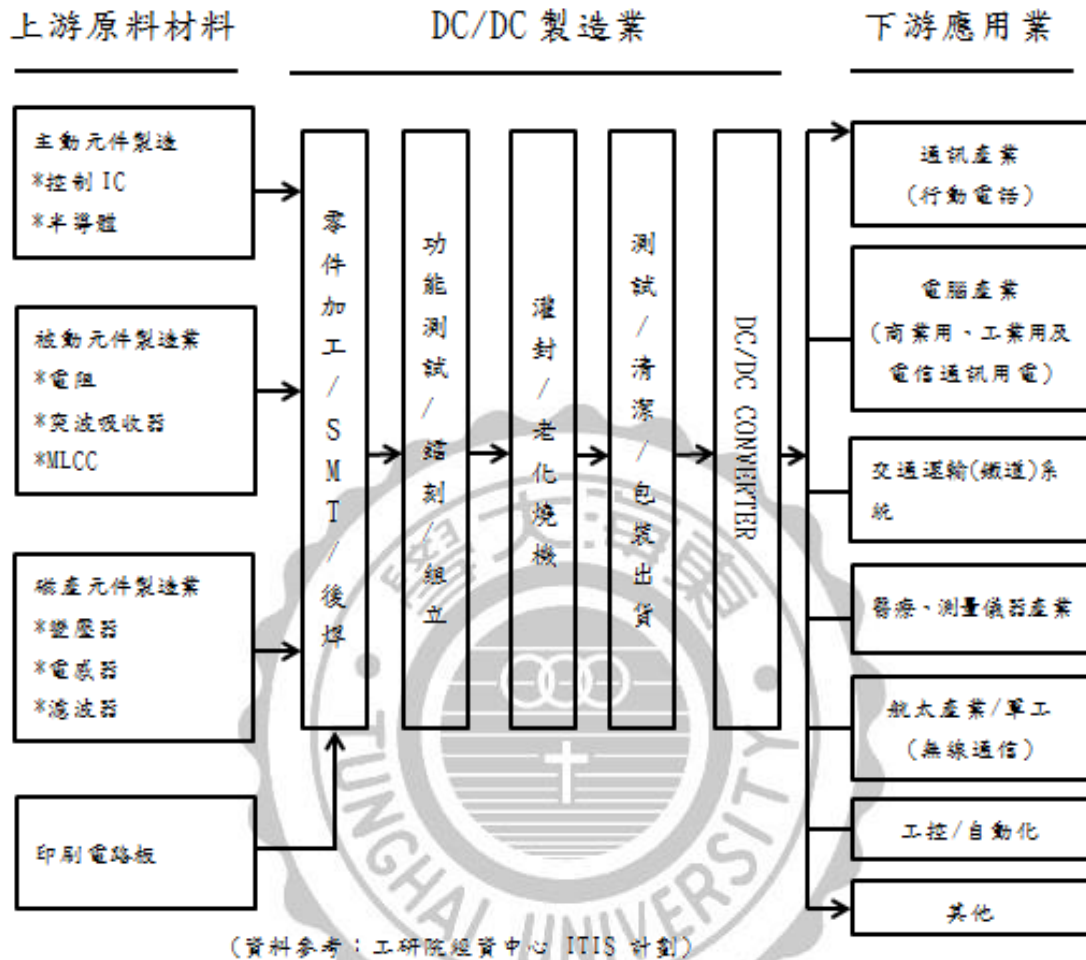 上游原料材料
DC/DC 製造業
下游應用業
主動元件製造
*控制 IC
*半導體
被動元件製造業
*電阻
*突波吸收器
*MLCC
磁產元件製造業
*變壓器
*電感器
*濾波器
印刷電路板
零件加工/SMT/後焊
功能測試/鐳刻/組立
灌封/老化燒機
測試/清潔/包裝出貨
DC/DC CONVERTER
通訊產業
(行動電話)
電腦產業
(商業用、工業用及
電信通訊用電)
交通運輸(鐵道)系
統
醫療、測量儀器產業
航太產業/軍工
(無線通信)
工控/自動化
其他
學大海東
TUNGHAI UNIVERSITY
(資料參考：工研院經資中心 ITIS 計劃)